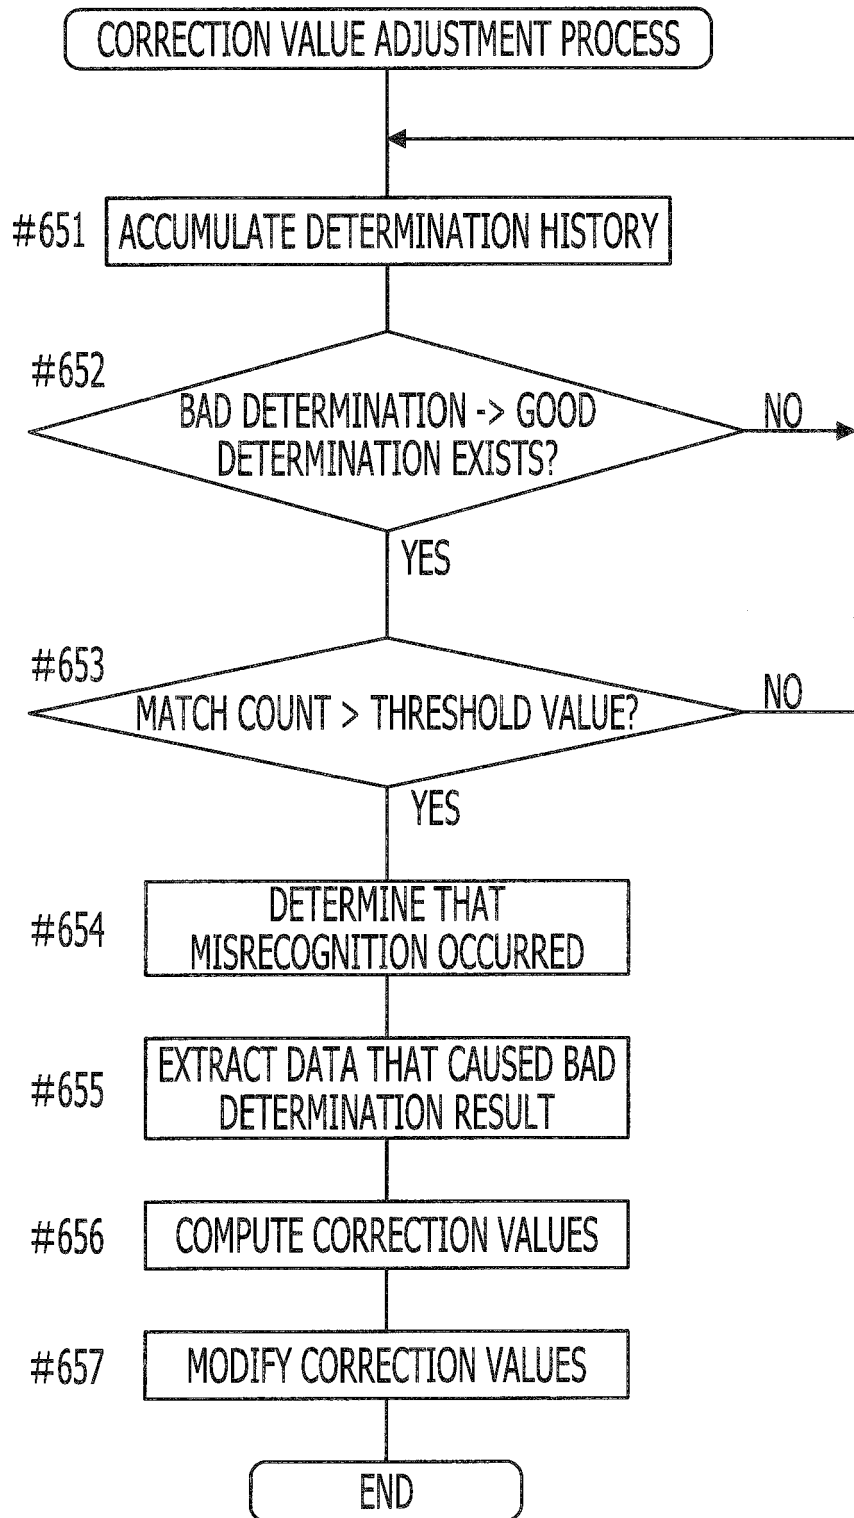 CORRECTION VALUE ADJUSTMENT PROCESS
#651
ACCUMULATE DETERMINATION HISTORY
#652
BAD DETERMINATION -> GOOD
DETERMINATION EXISTS?
NO
YES
#653
MATCH COUNT > THRESHOLD VALUE?
NO
YES
#654
DETERMINE THAT
MISRECOGNITION OCCURRED
#655
EXTRACT DATA THAT CAUSED BAD
DETERMINATION RESULT
#656
COMPUTE CORRECTION VALUES
#657
MODIFY CORRECTION VALUES
END